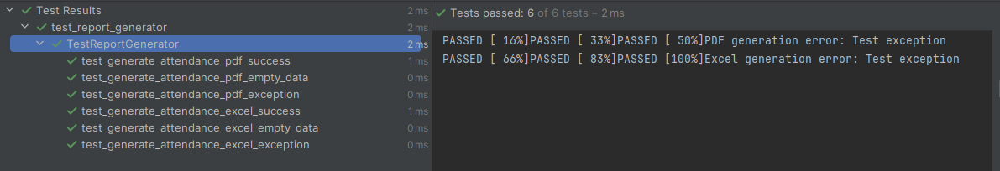 Test Results 2 ms
test_report_generator 2 ms
TestReportGenerator 2 ms
test_generate_attendance_pdf_success 1 ms
test_generate_attendance_pdf_empty_data 0 ms
test_generate_attendance_pdf_exception 0 ms
test_generate_attendance_excel_success 1 ms
test_generate_attendance_excel_empty_data 0 ms
test_generate_attendance_excel_exception 0 ms
Tests passed: 6 of 6 tests – 2 ms
PASSED [ 16%]PASSED [ 33%]PASSED [ 50%]PDF generation error: Test exception
PASSED [ 66%]PASSED [ 83%]PASSED [100%]Excel generation error: Test exception